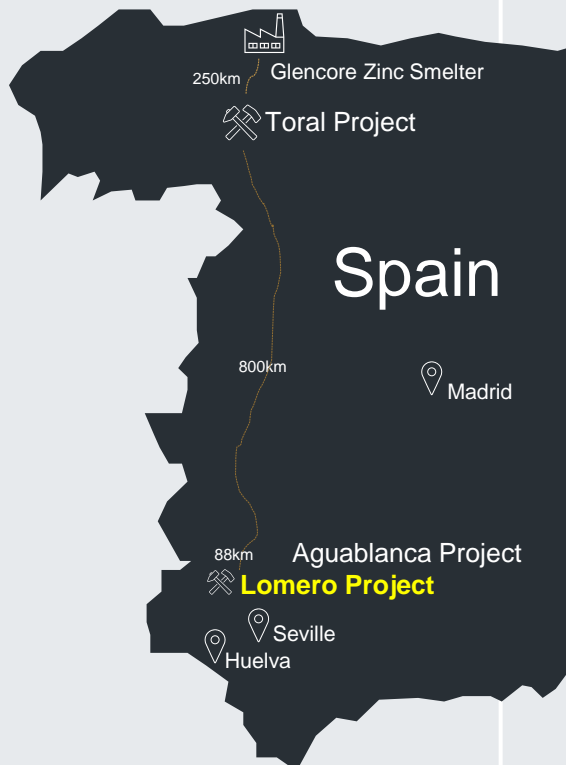 Glencore Zinc Smelter
250km
Toral Project
Spain
800km
Madrid
88km
Aguablanca Project
Lomero Project
Seville
Huelva